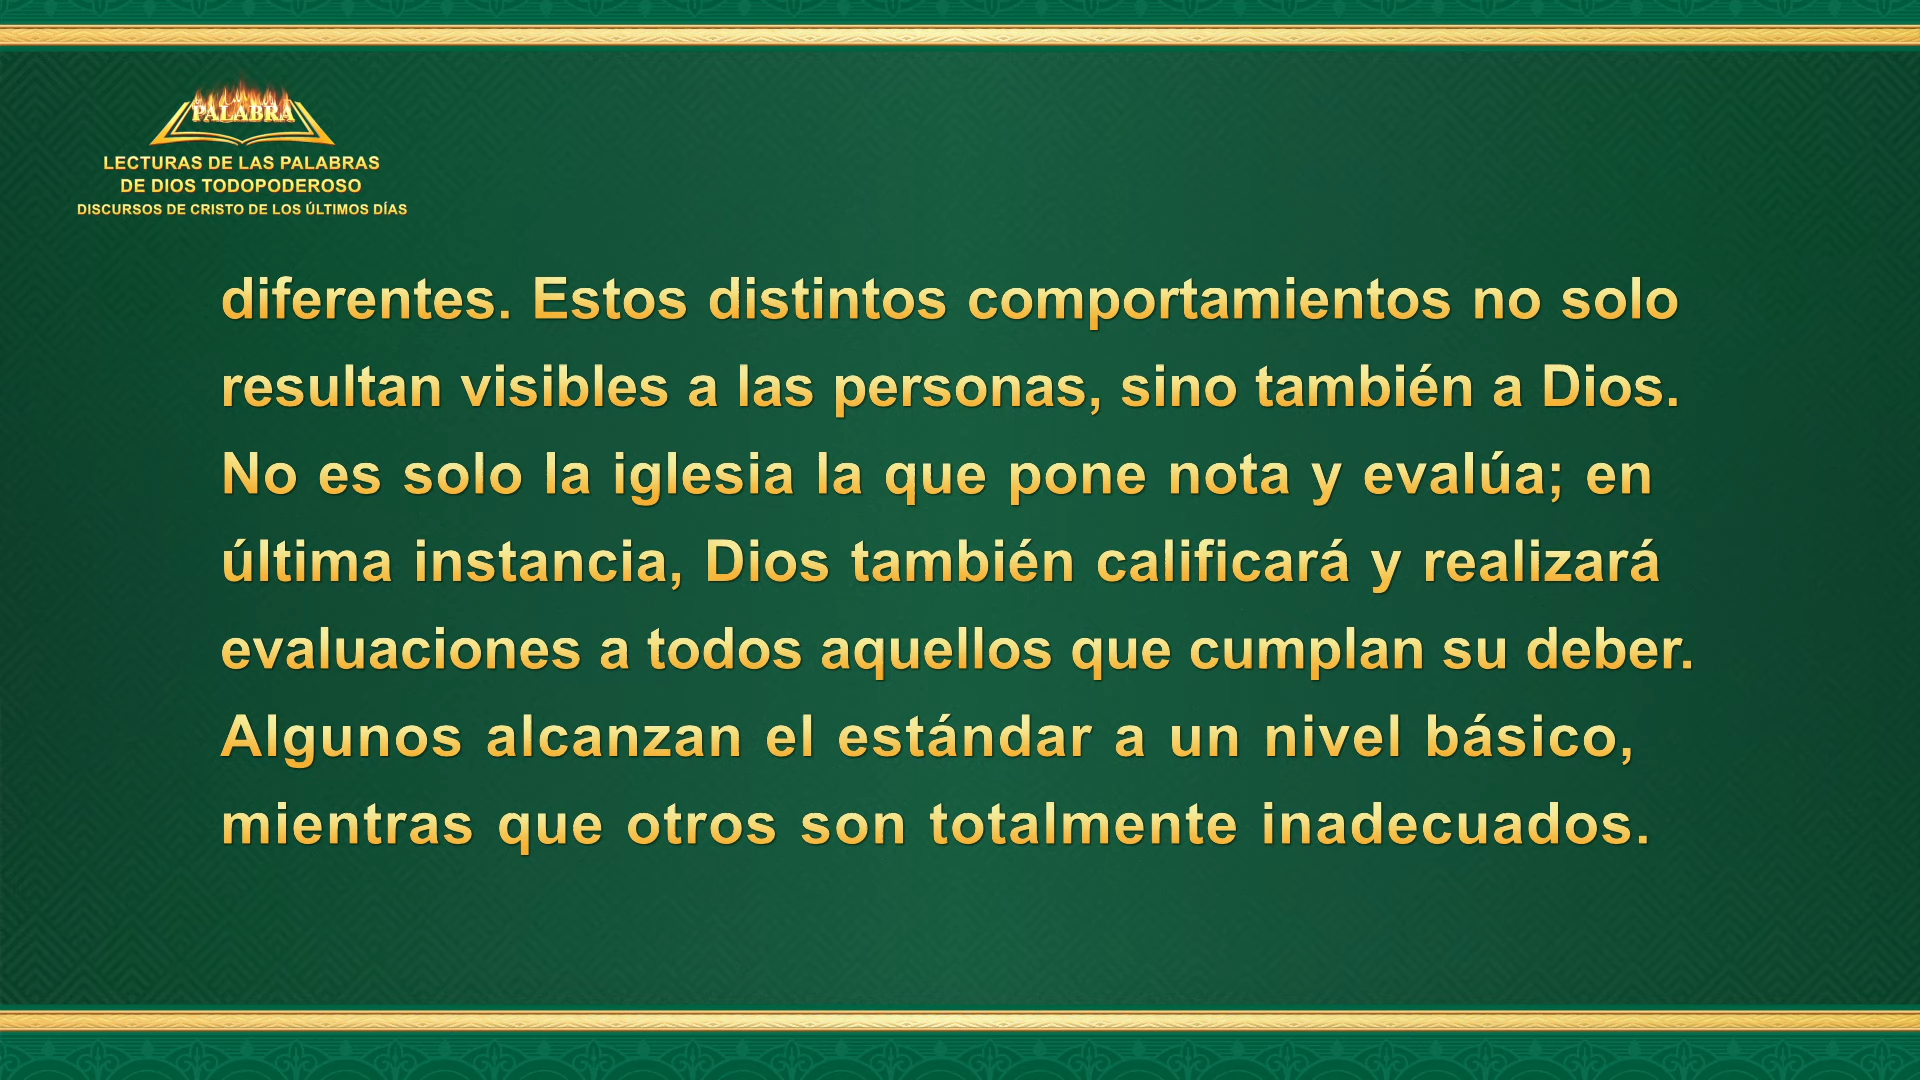 PALABRA
LECTURAS DE LAS PALABRAS
DE DIOS TODOPODEROSO
DISCURSOS DE CRISTO DE LOS ÚLTIMOS DÍAS
diferentes. Estos distintos comportamientos no solo
resultan visibles a las personas, sino también a Dios.
No es solo la iglesia la que pone nota y evalúa; en
última instancia, Dios también calificará y realizará
evaluaciones a todos aquellos que cumplan su deber.
Algunos alcanzan el estándar a un nivel básico,
mientras que otros son totalmente inadecuados.